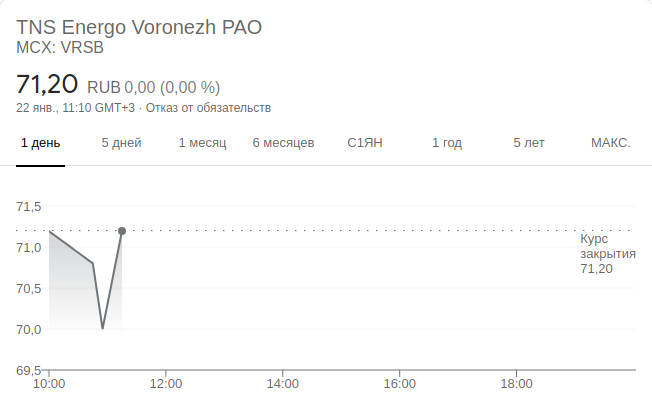 TNS Energo Voronezh PAO
MCX: VRSB
71,20 RUB 0,00 (0,00 %)
22 янв., 11:10 GMT+3 · Отказ от обязательств
1 день 5 дней 1 месяц 6 месяцев С1ЯН 1 год 5 лет МАКС.
71,5
Курс
71,0
закрытия
71,20
70,5
70,0
69,5
10:00 12:00 14:00 16:00 18:00